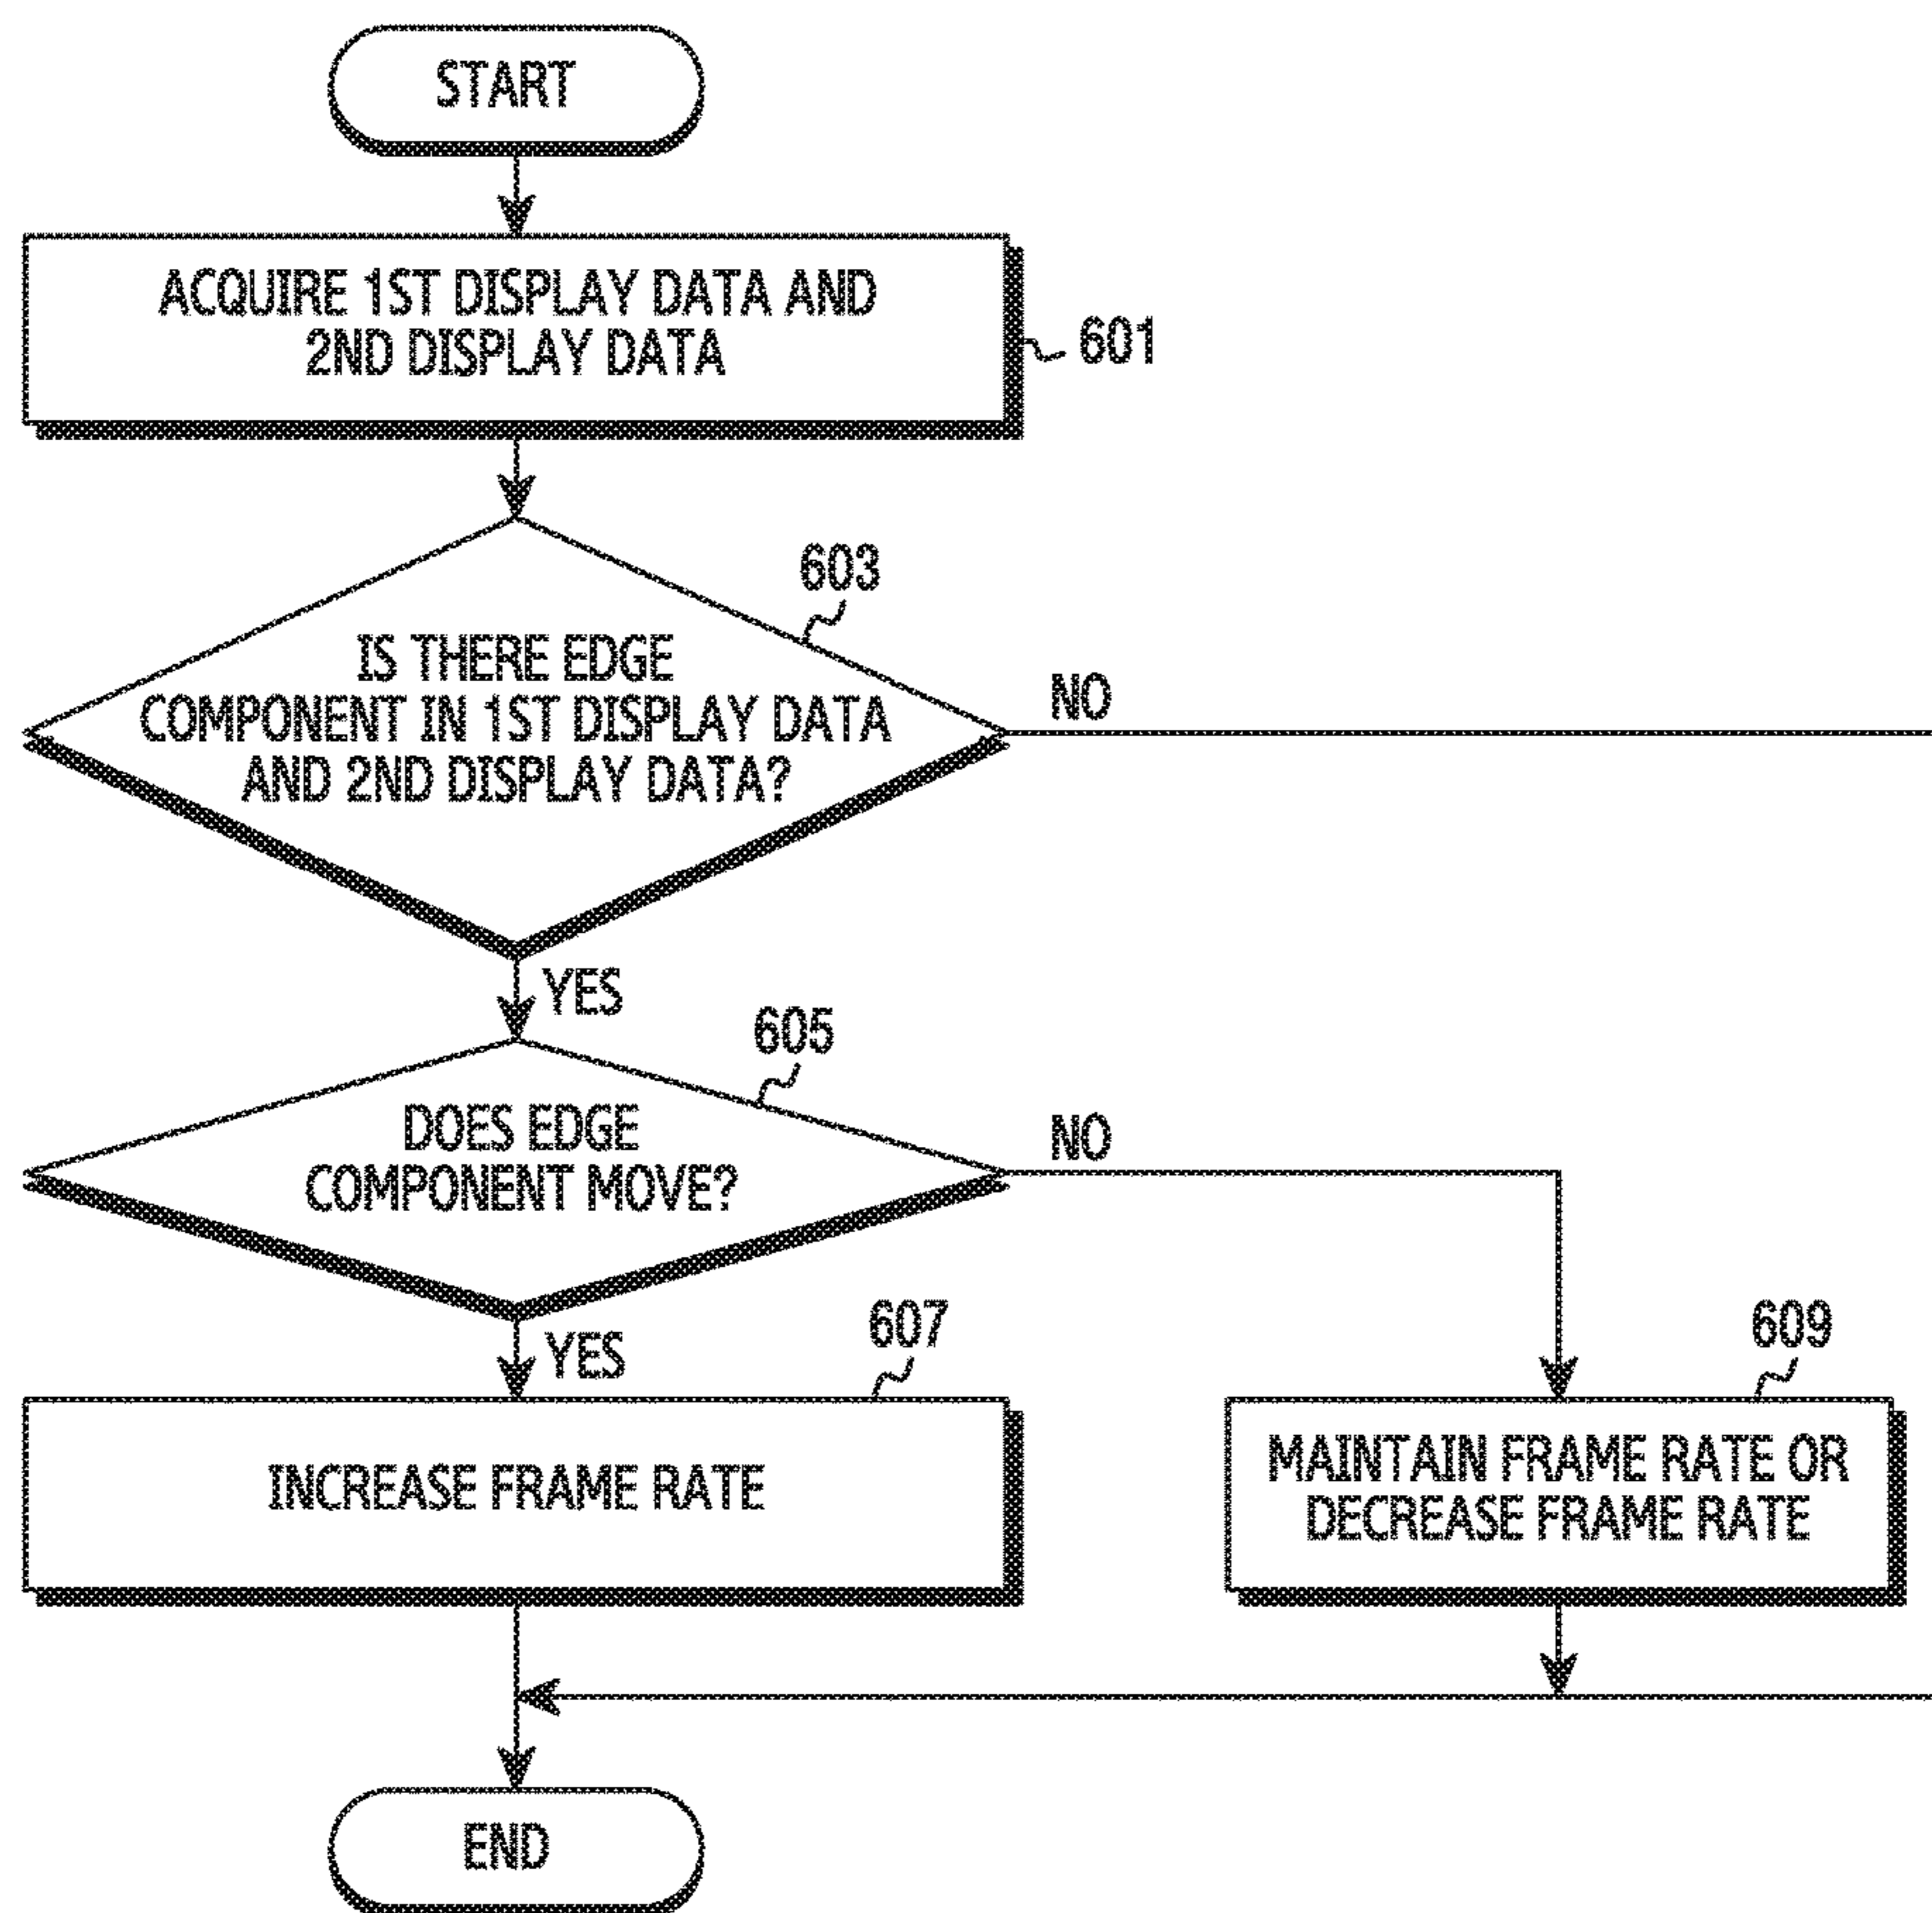 START
ACQUIRE 1ST DISPLAY DATA AND
2ND DISPLAY DATA
601
603
IS THERE EDGE
COMPONENT IN 1ST DISPLAY DATA
AND 2ND DISPLAY DATA?
NO
YES
605
DOES EDGE
COMPONENT MOVE?
NO
YES
607
INCREASE FRAME RATE
609
MAINTAIN FRAME RATE OR
DECREASE FRAME RATE
END